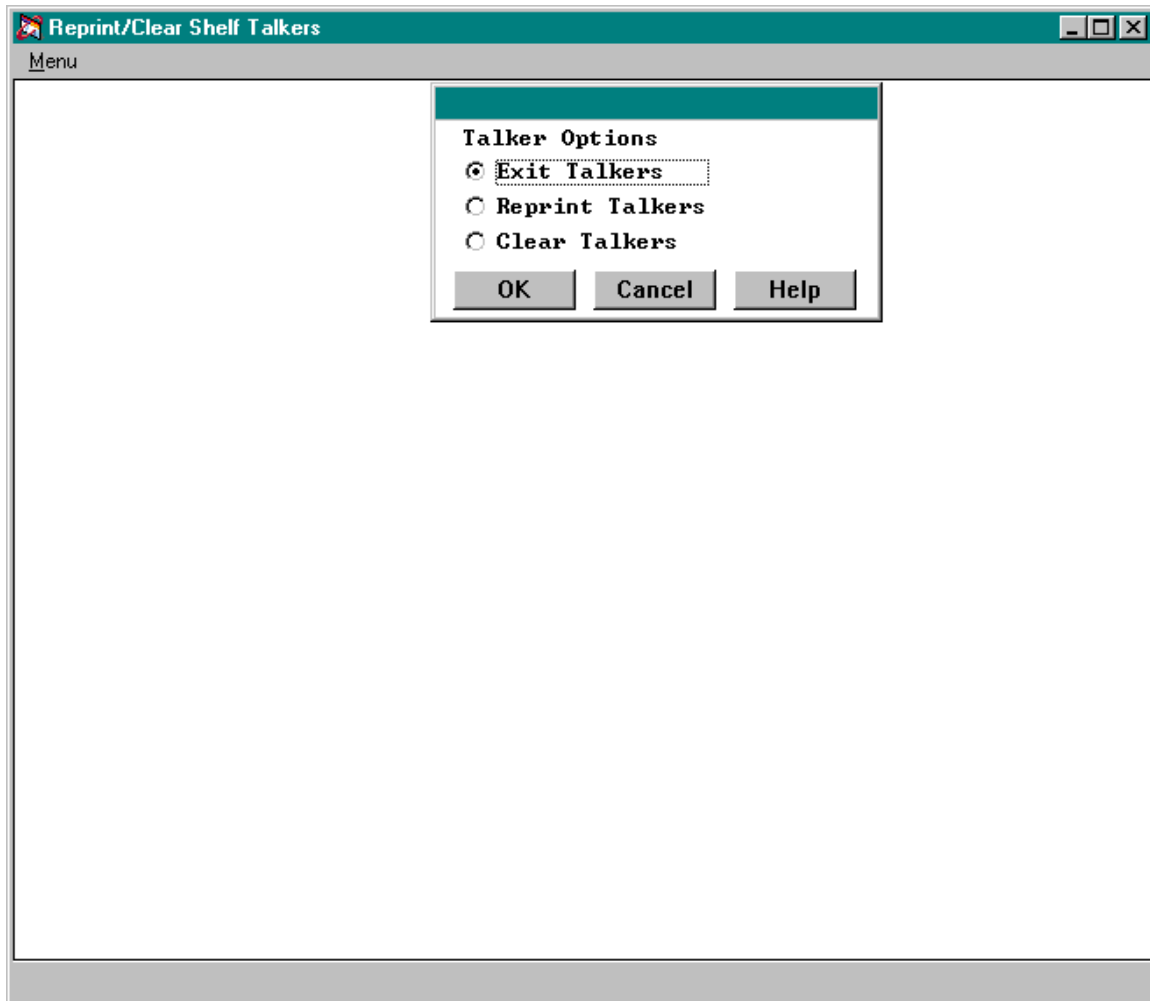 Reprint/Clear Shelf Talkers
Menu
Talker Options
Exit Talkers
Reprint Talkers
Clear Talkers
OK Cancel Help